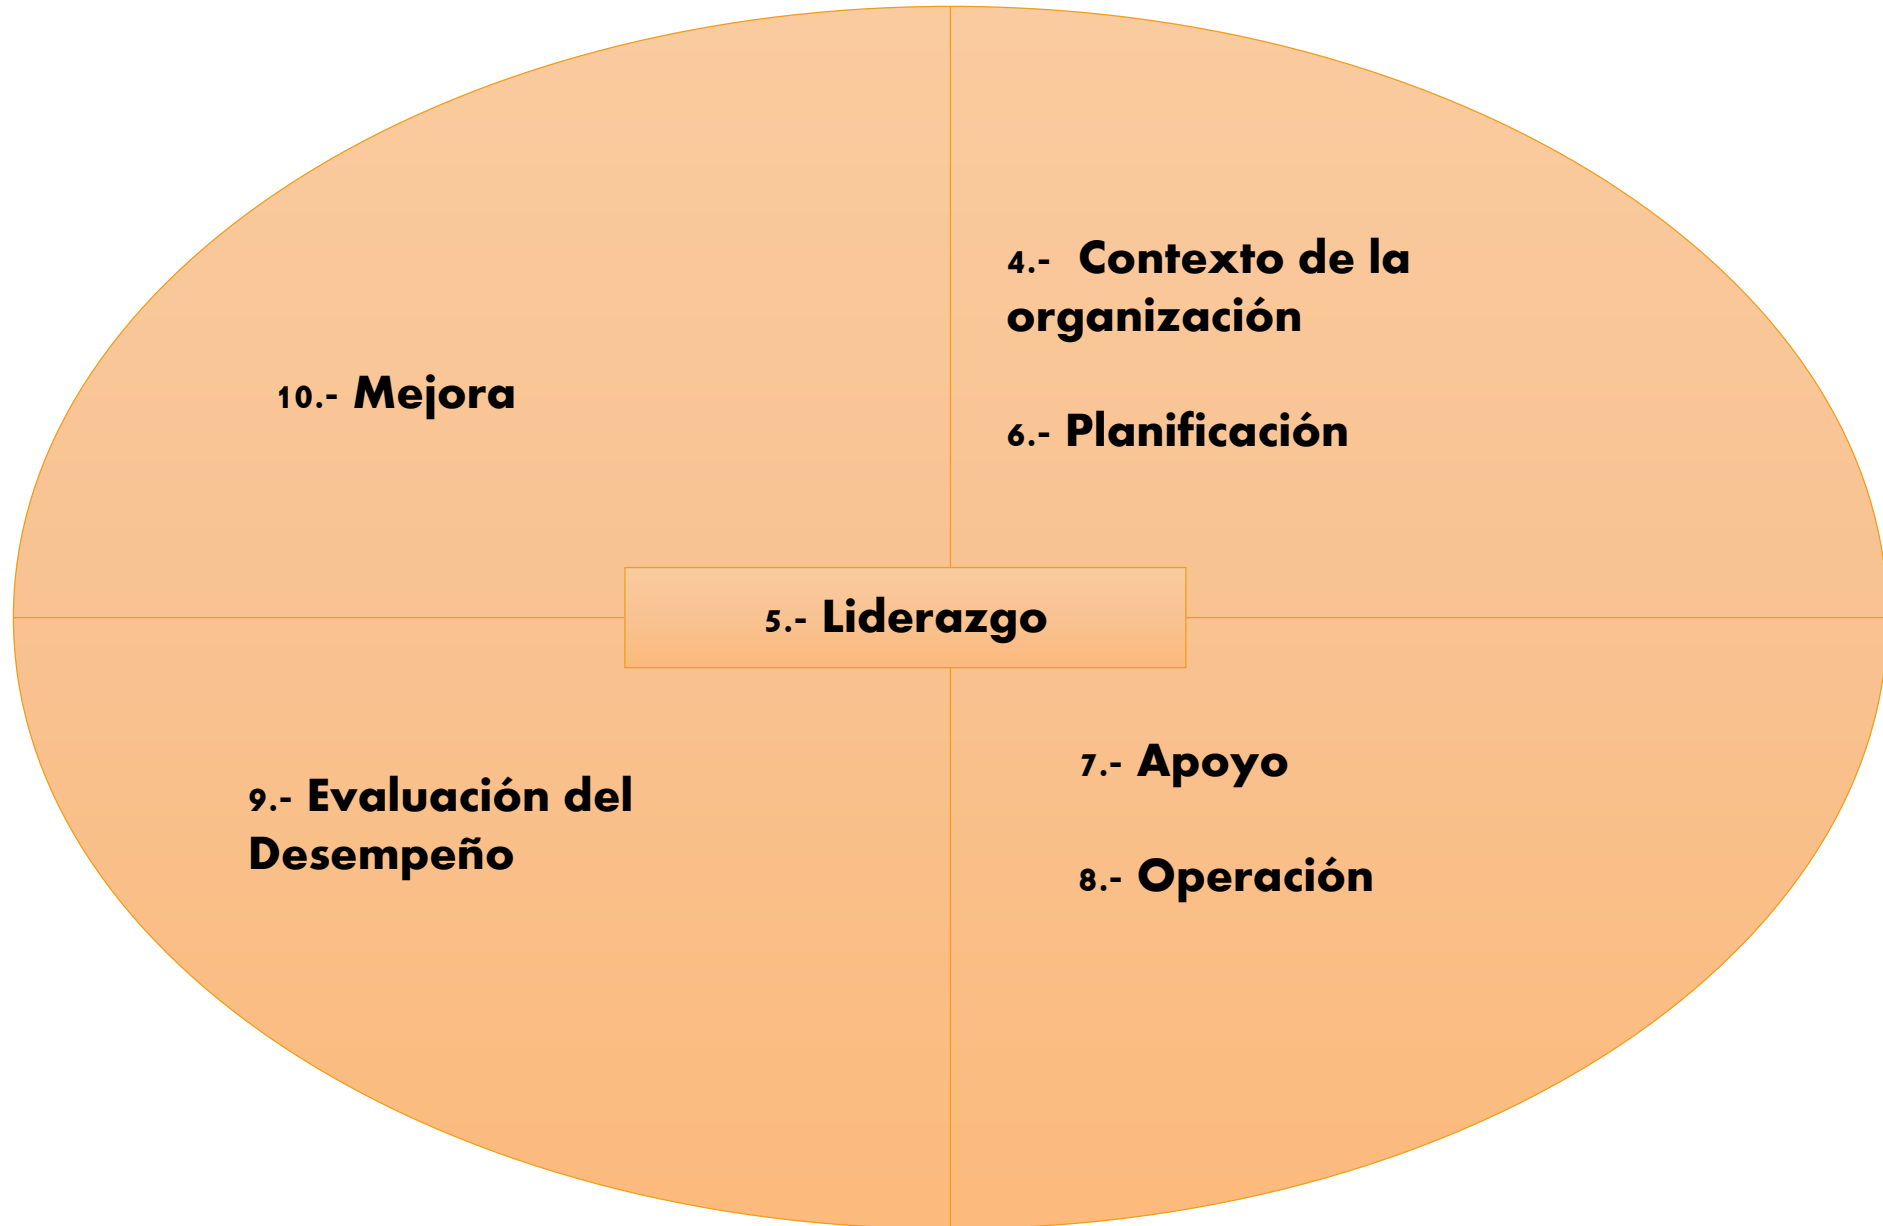 4.- Contexto de la
organización
6.- Planificación
10.- Mejora
5.- Liderazgo
7.- Apoyo
8.- Operación
9.- Evaluación del
Desempeño